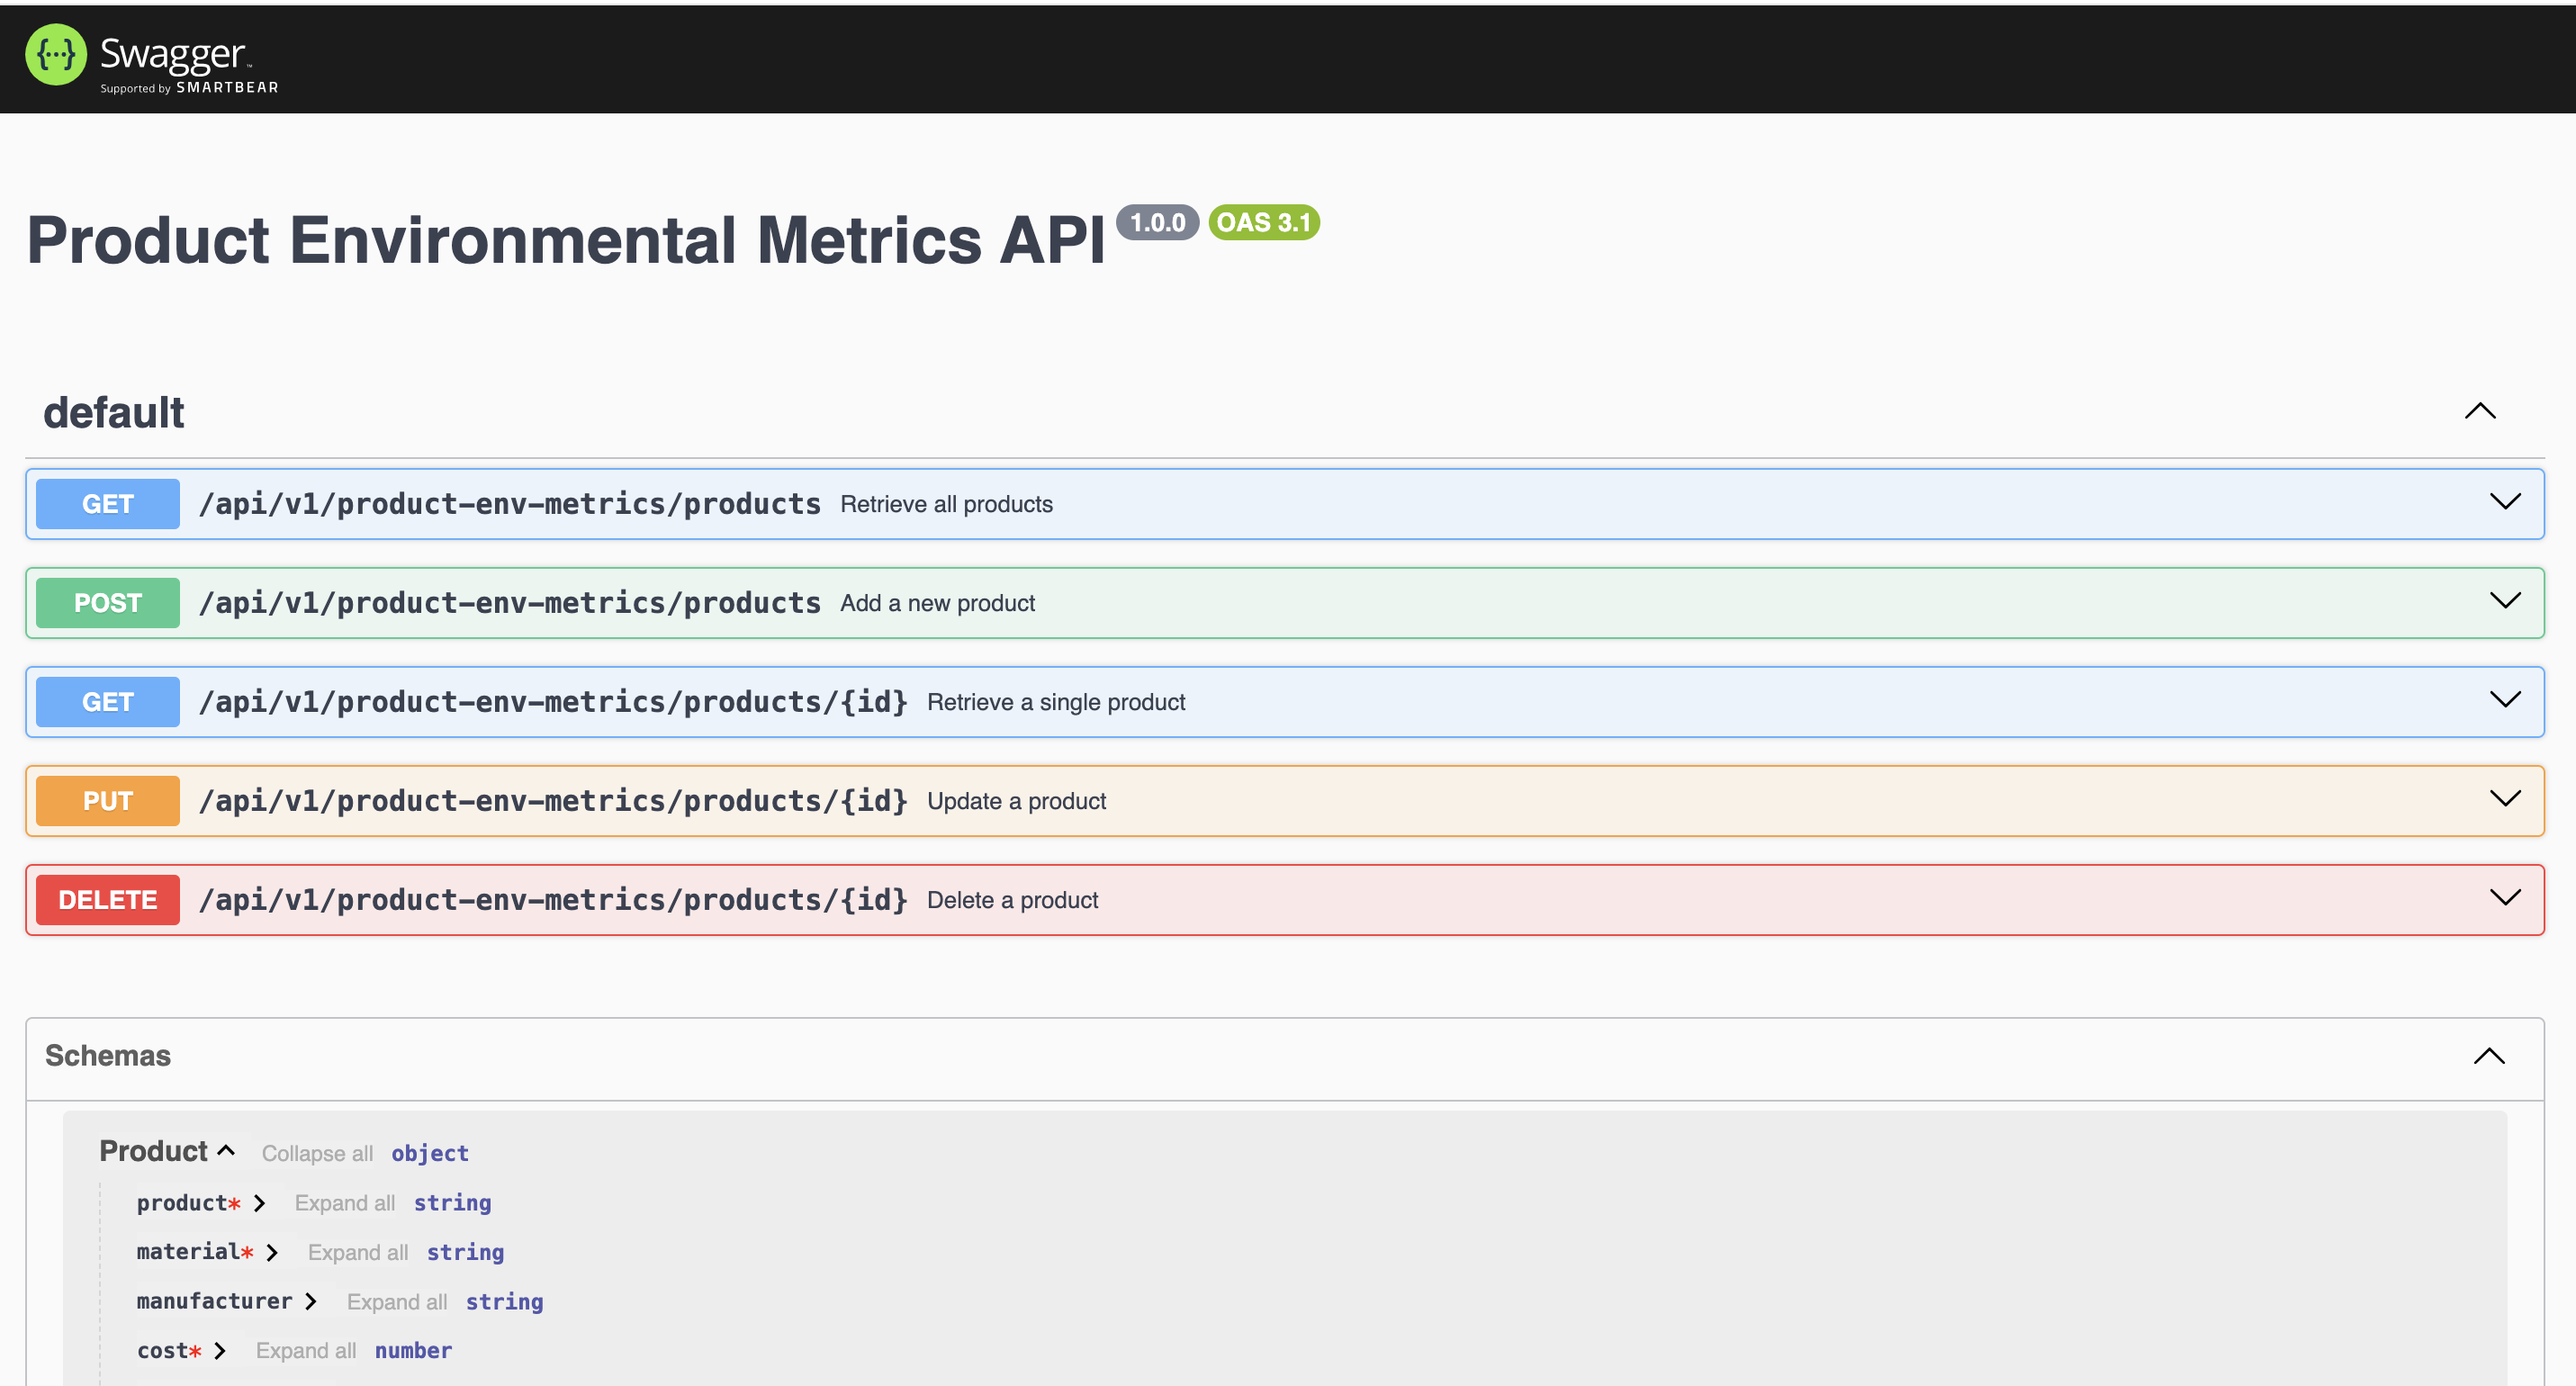 {···} Swagger™
Supported by SMARTBEAR
Product Environmental Metrics API 1.0.0 OAS 3.1
default
GET /api/v1/product-env-metrics/products Retrieve all products
POST /api/v1/product-env-metrics/products Add a new product
GET /api/v1/product-env-metrics/products/{id} Retrieve a single product
PUT /api/v1/product-env-metrics/products/{id} Update a product
DELETE /api/v1/product-env-metrics/products/{id} Delete a product
Schemas
Product Collapse all object
product* Expand all string
material* Expand all string
manufacturer Expand all string
cost* Expand all number